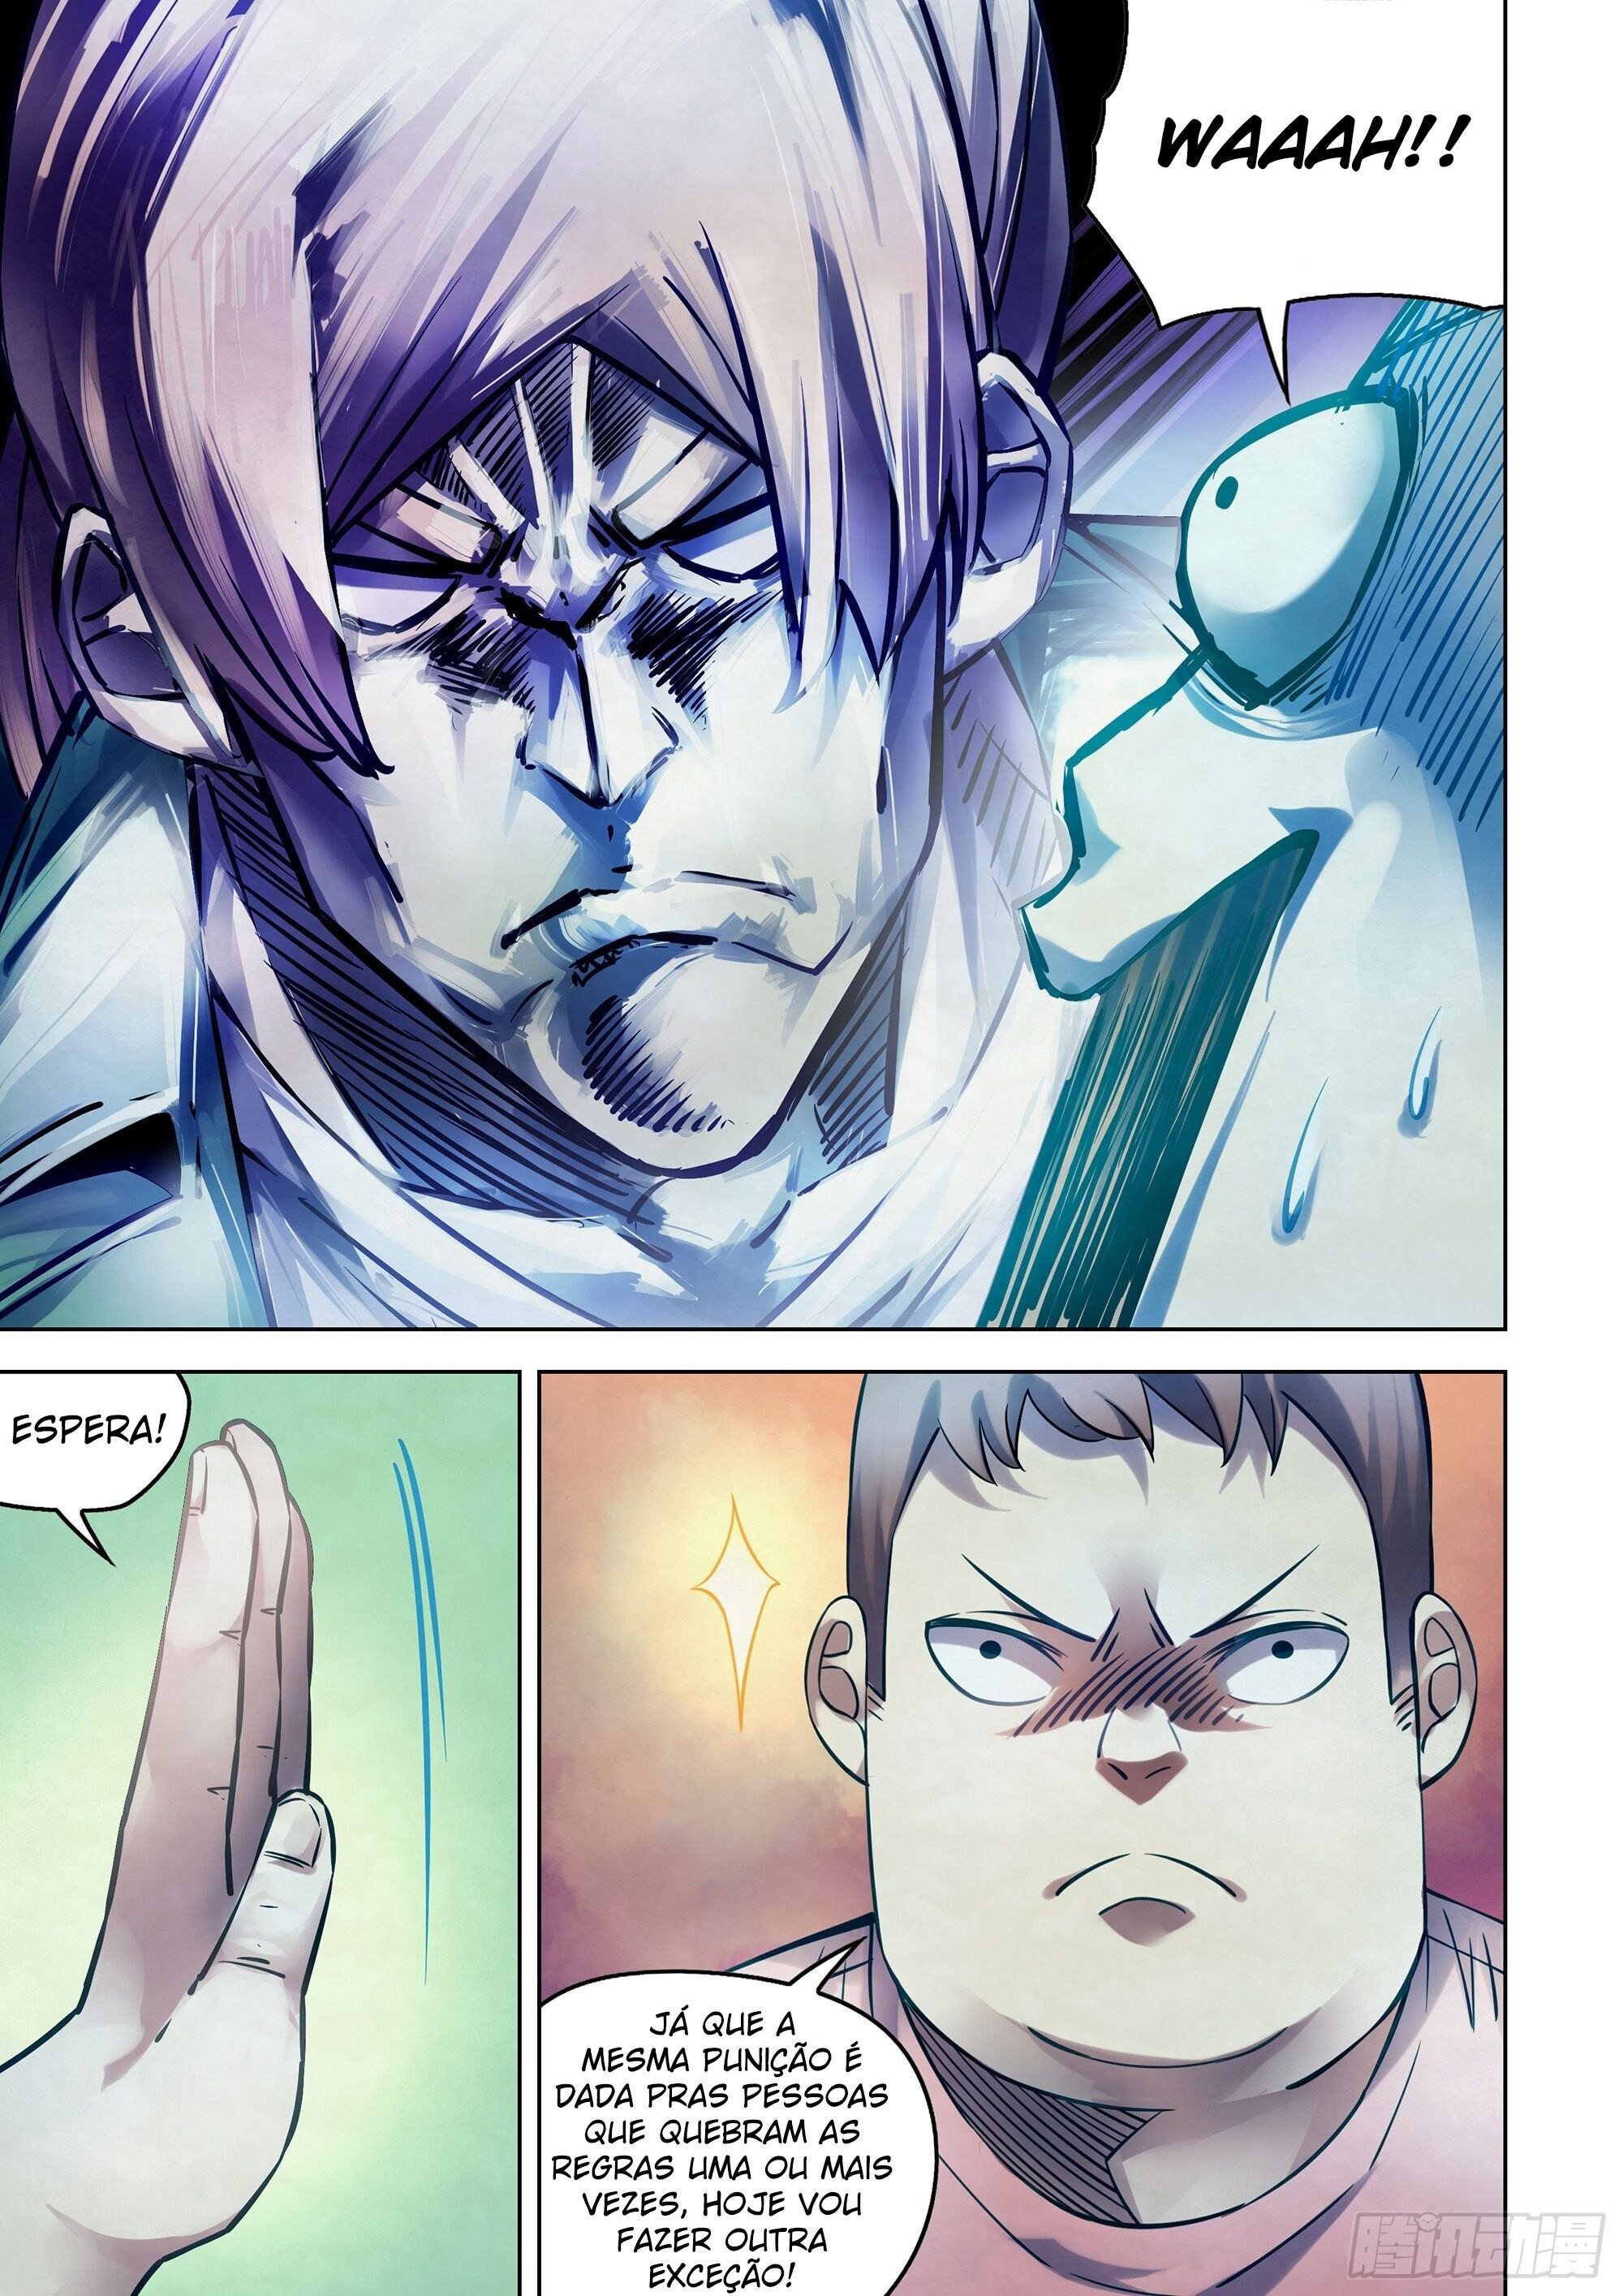 WAAAH!!
ESPERA!
JÁ QUE A
MESMA PUNIÇÃO É
DADA PRAS PESSOAS
QUE QUEBRAM AS
REGRAS UMA OU MAIS
VEZES, HOJE VOU
FAZER OUTRA
EXCEÇÃO!
腾讯动漫